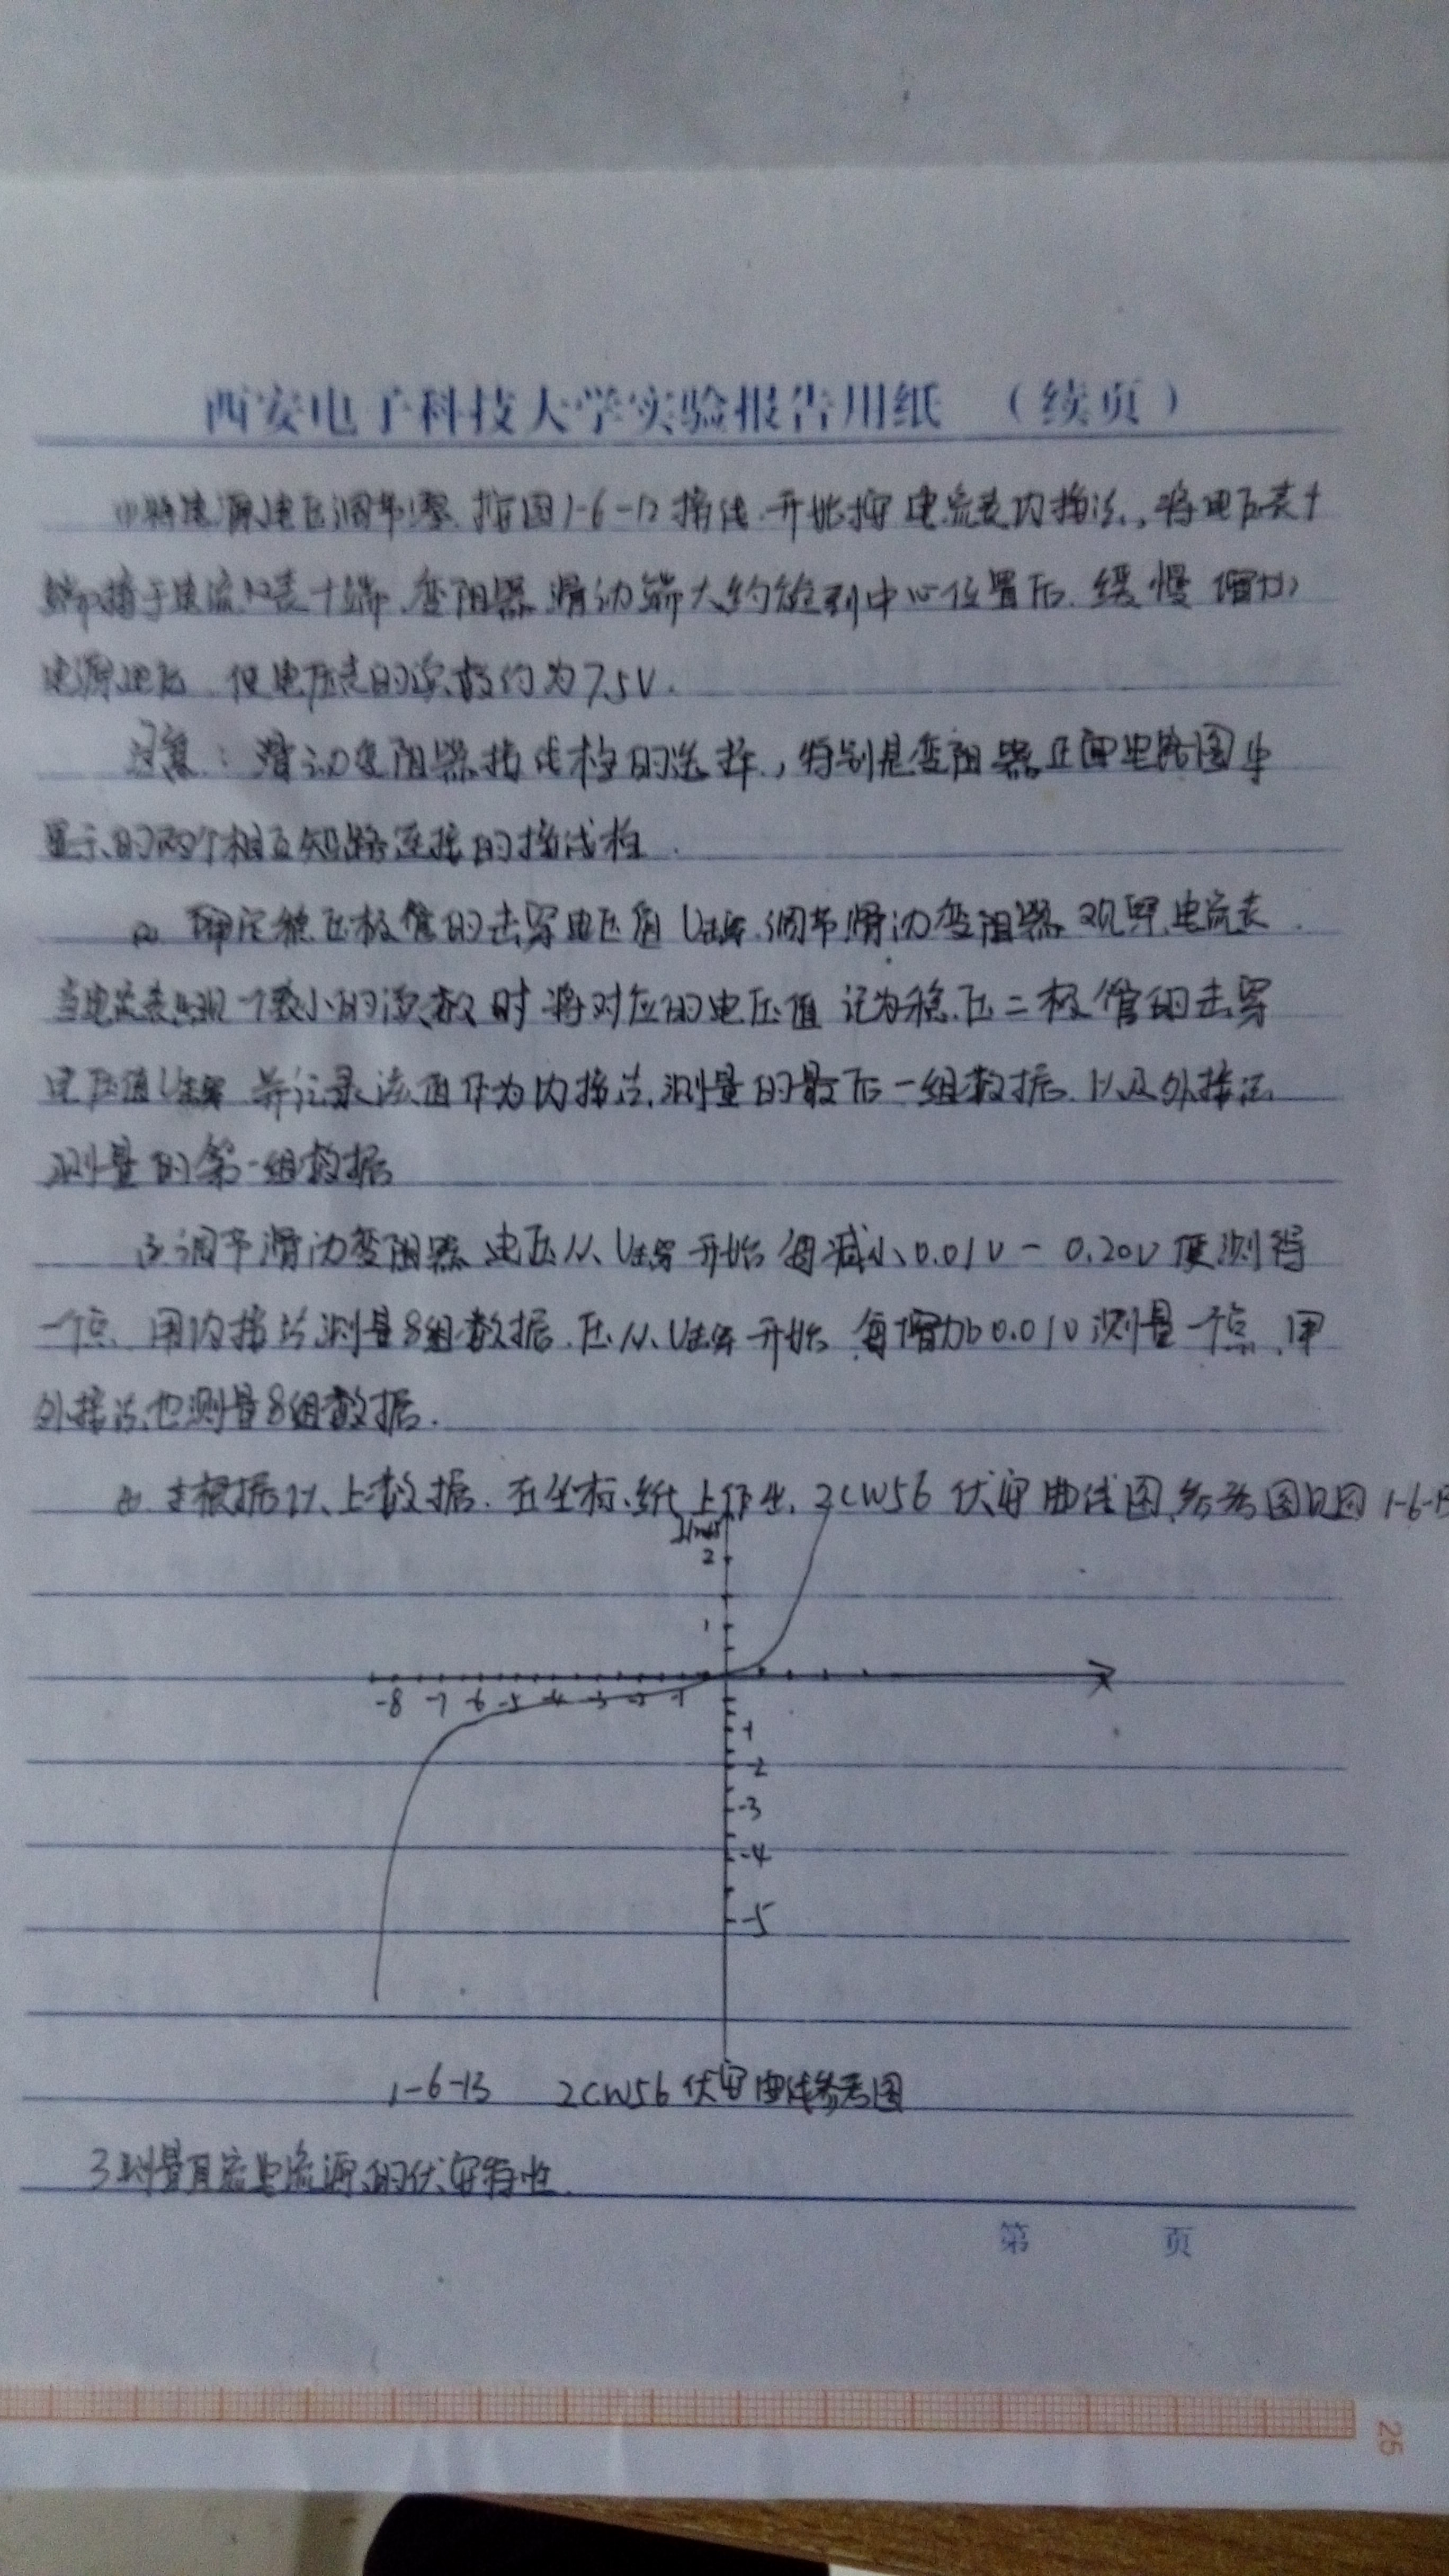 西安电子科技大学实验报告用纸 （续页）
(1)将电源电压调节零 按图1-6-12接线.开始按电流表内接法,将电压表+
端接于电流表+端.变阻器滑动端大约放到中心位置后.缓慢增加
电源电压 使电压表的读数约为7.5V.
注意:滑动变阻器接线柱的选择,特别是变阻器正面电路图中
显示的两个相互短路连接的接线柱.
(2) 确定稳压极管的击穿电压值U击穿.调节滑动变阻器 观察电流表.
当电流表出现一个最小的读数时 将对应的电压值 记为稳压二极管的击穿
电压值U击穿 并记录该值作为内接法测量的最后一组数据.以及外接法
测量的第一组数据
(3)调节滑动变阻器 电压从U击穿开始 每减小0.01V-0.20V便测得
一个点 用内接法测量8组数据.压从U击穿开始 每增加0.01V测量一个点,用
外接法也测量8组数据.
(4) 根据以上数据.在坐标纸上作出2CW56伏安曲线图,参考图见图1-6-13
I(mA)
2
1
-8 -7 -6 -5 -4 -3 -2 -1
-1
-2
-3
-4
-5
1-6-13 2CW56伏安曲线参考图
3测量直流电流源的伏安特性.
第 页
25